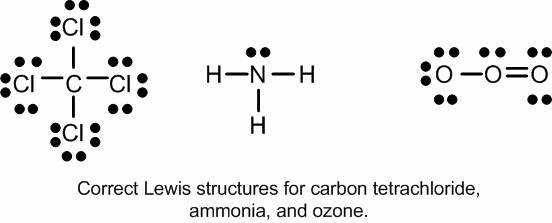 Cl
Cl C Cl
Cl
H N H
H
O O O
Correct Lewis structures for carbon tetrachloride,
ammonia, and ozone.